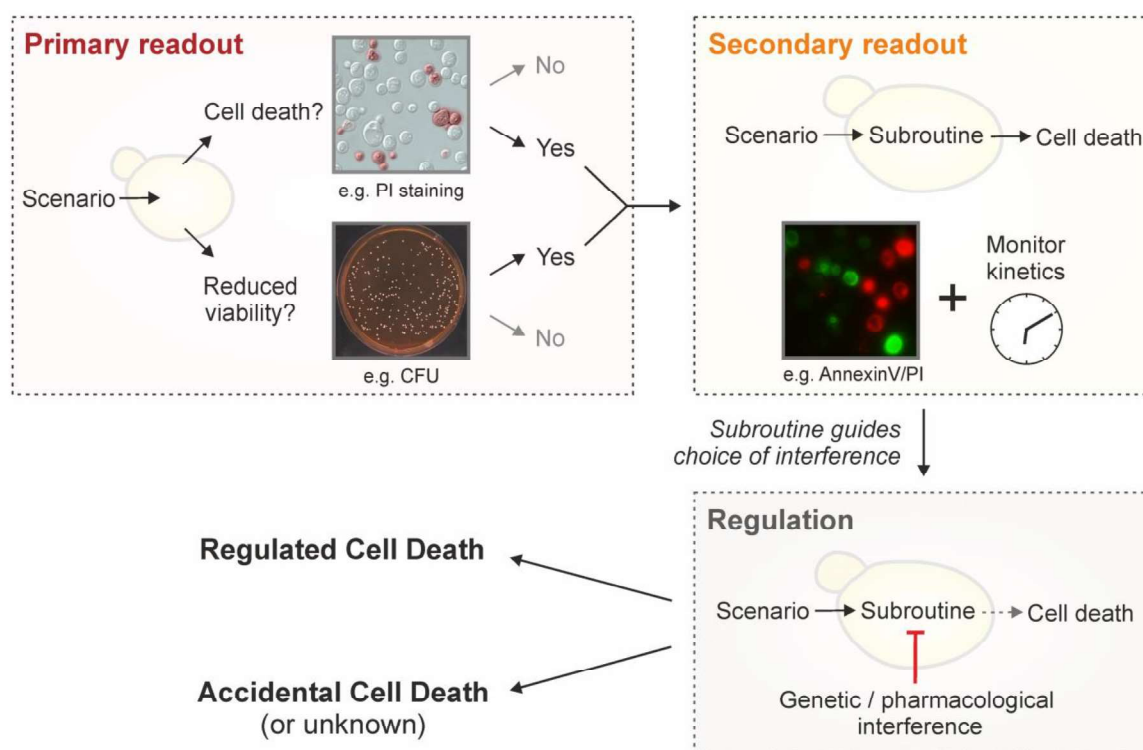 Primary readout
Cell death?
No
Yes
e.g. PI staining
Scenario
Reduced
viability?
Yes
No
e.g. CFU
Secondary readout
Scenario
Subroutine
Cell death
Monitor
kinetics
+
e.g. AnnexinV/PI
Subroutine guides
choice of interference
Regulation
Scenario
Subroutine
Cell death
Genetic / pharmacological
interference
Regulated Cell Death
Accidental Cell Death
(or unknown)